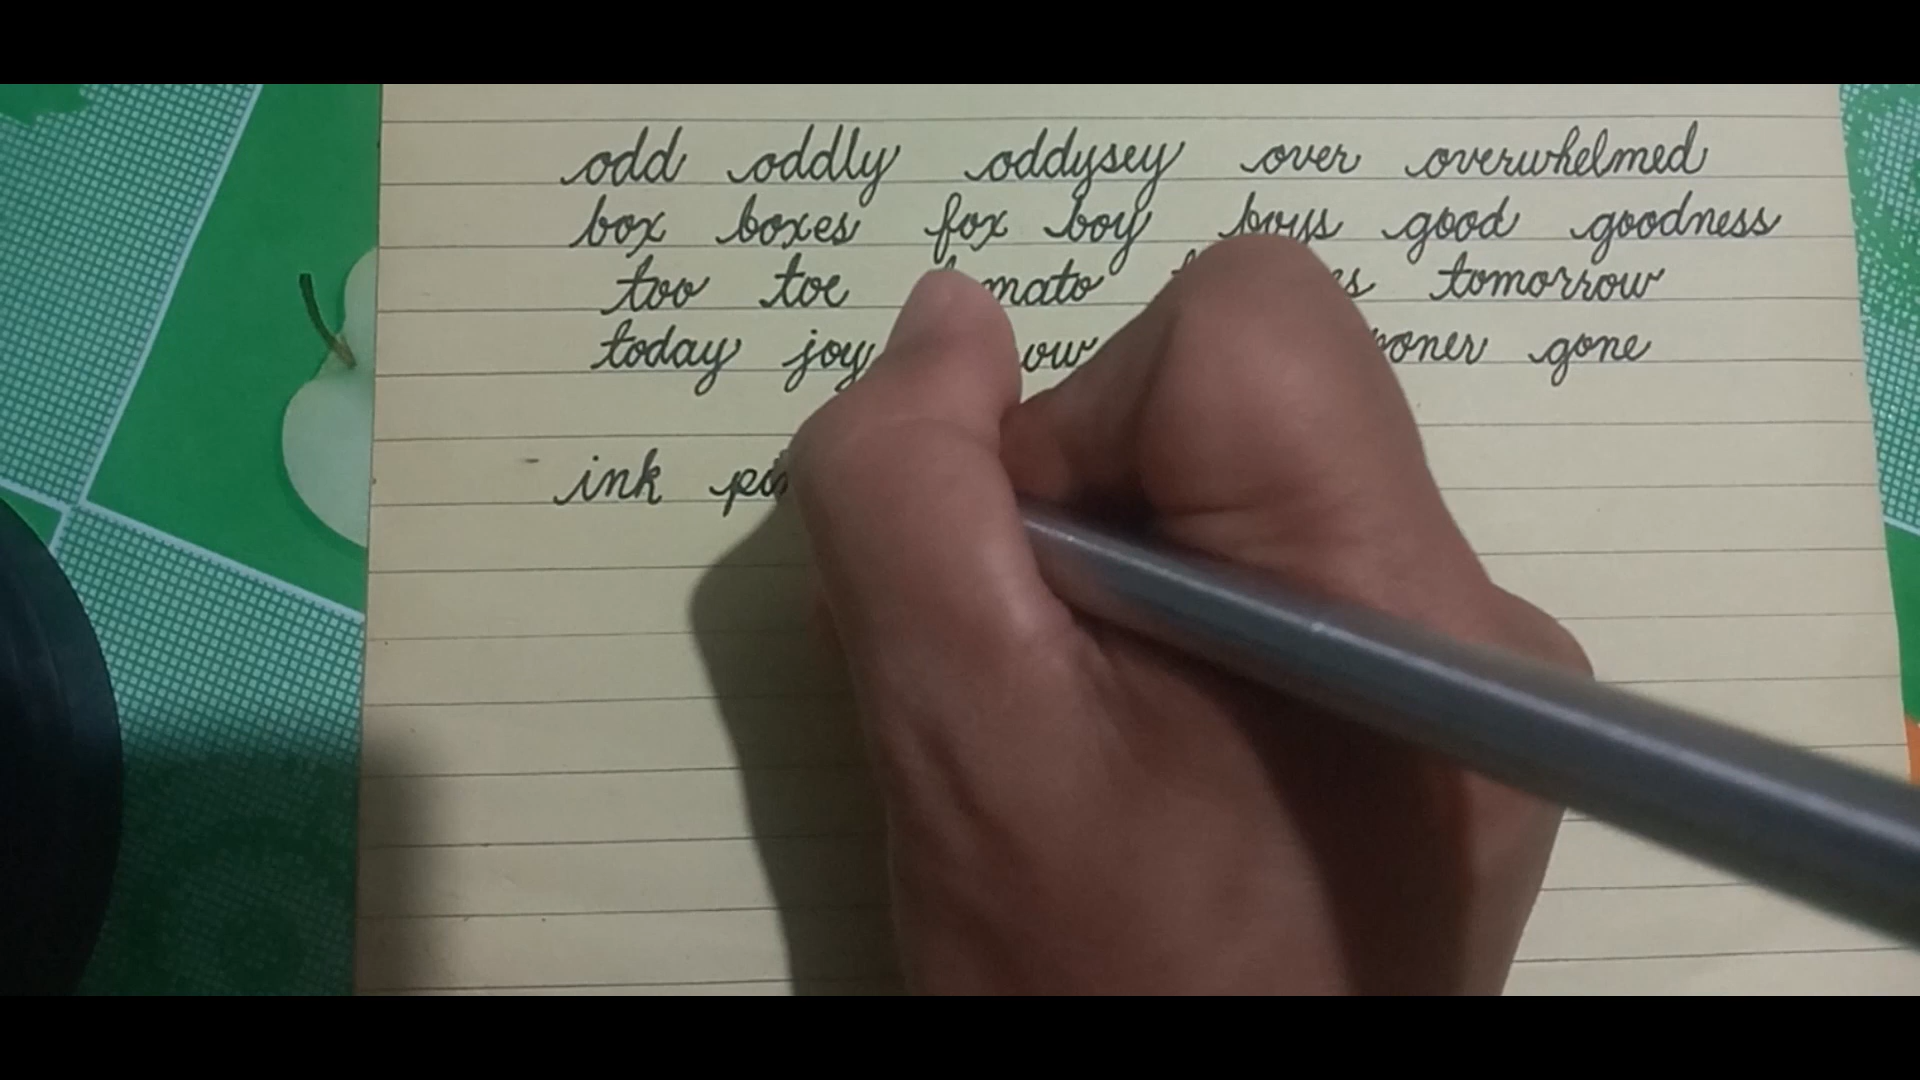 odd oddly oddysey over overwhelmed
box boxes fox boy boys good goodness
too toe tomorrow
today joy gone
ink